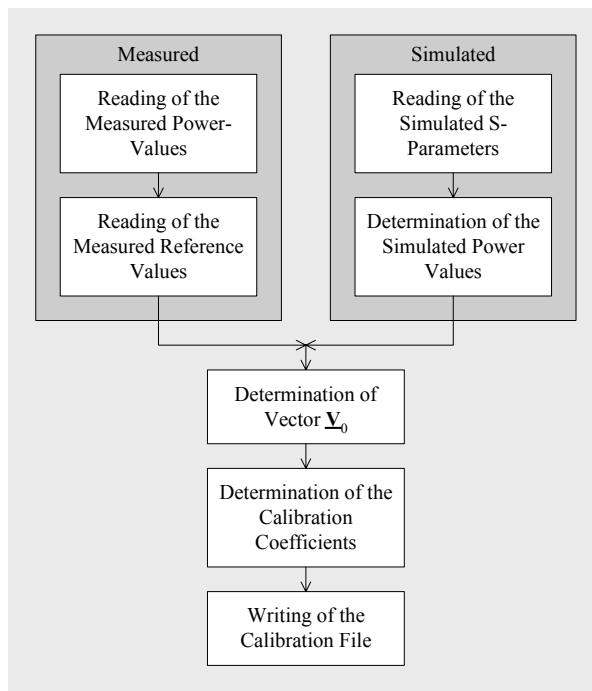 Measured
Reading of the
Measured Power-
Values
Reading of the
Measured Reference
Values
Simulated
Reading of the
Simulated S-
Parameters
Determination of the
Simulated Power
Values
Determination of
Vector V₀
Determination of the
Calibration
Coefficients
Writing of the
Calibration File